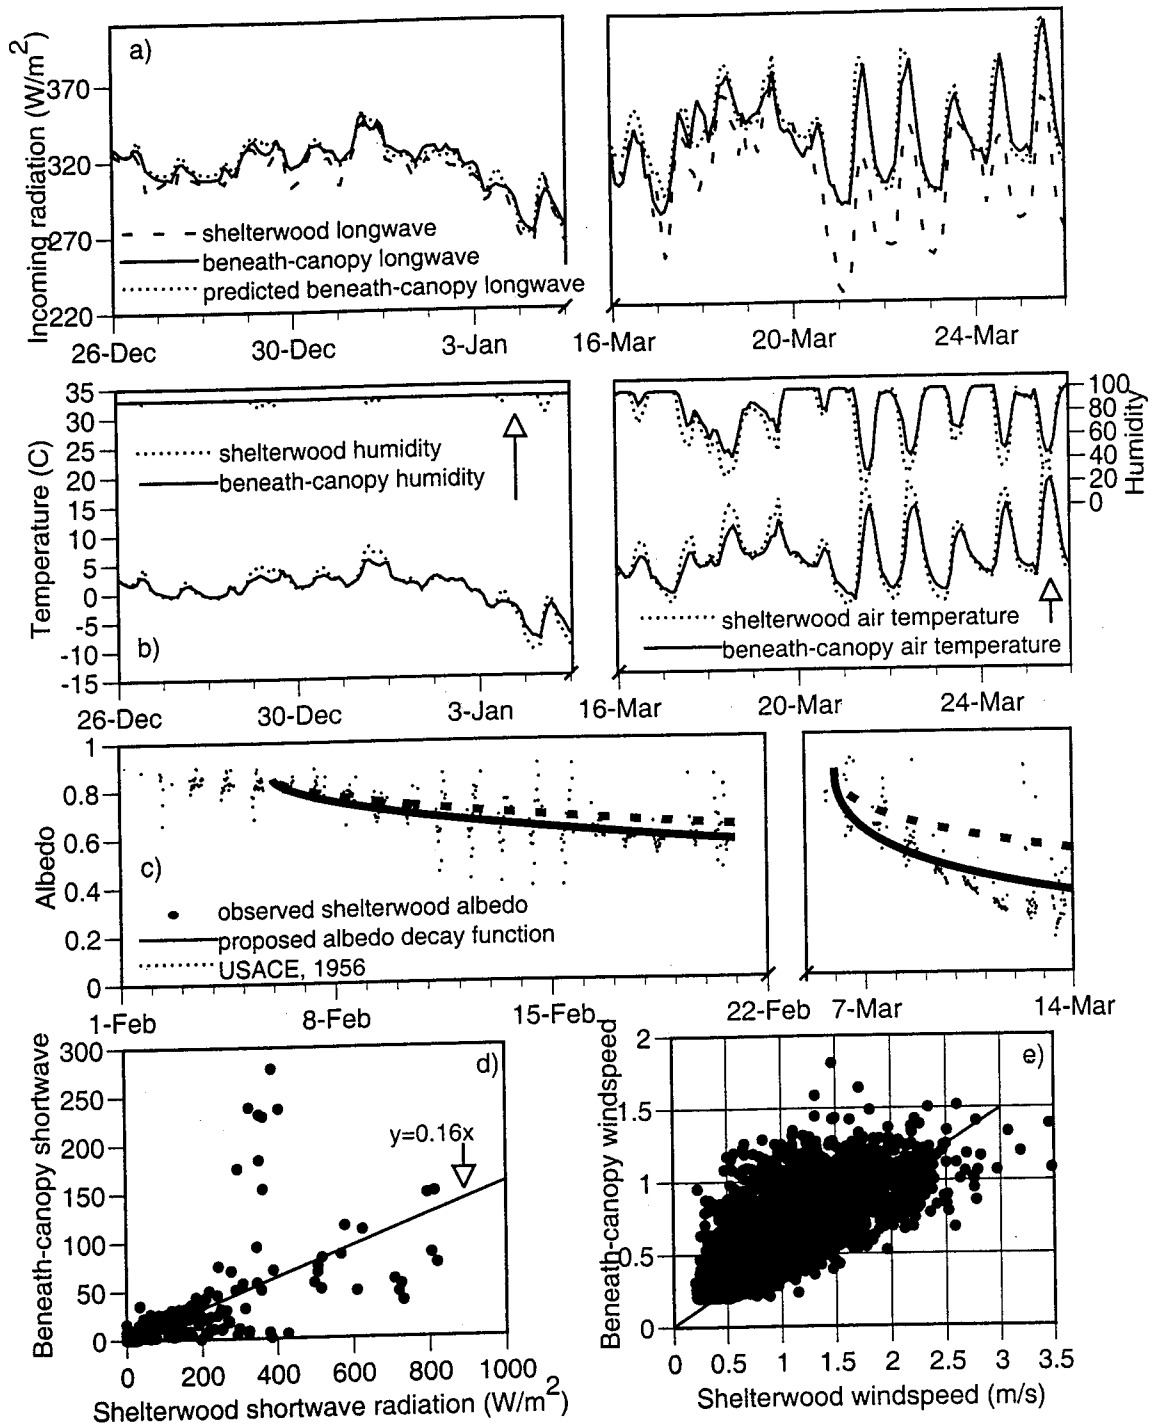 a)
Incoming radiation (W/m2)
370
320
270
220
shelterwood longwave
beneath-canopy longwave
predicted beneath-canopy longwave
26-Dec 30-Dec 3-Jan 16-Mar 20-Mar 24-Mar
Temperature (C)
35
30
25
20
15
10
5
0
-5
-10
-15
shelterwood humidity
beneath-canopy humidity
b)
100
80
60
40
20
0
Humidity
shelterwood air temperature
beneath-canopy air temperature
26-Dec 30-Dec 3-Jan 16-Mar 20-Mar 24-Mar
Albedo
1
0.8
0.6
0.4
0.2
0
c)
observed shelterwood albedo
proposed albedo decay function
USACE, 1956
1-Feb 8-Feb 15-Feb 22-Feb 7-Mar 14-Mar
Beneath-canopy shortwave
300
250
200
150
100
50
0
d)
y=0.16x
0 200 400 600 800 1000
Shelterwood shortwave radiation (W/m2)
Beneath-canopy windspeed
2
1.5
1
0.5
0
e)
0 0.5 1 1.5 2 2.5 3 3.5
Shelterwood windspeed (m/s)